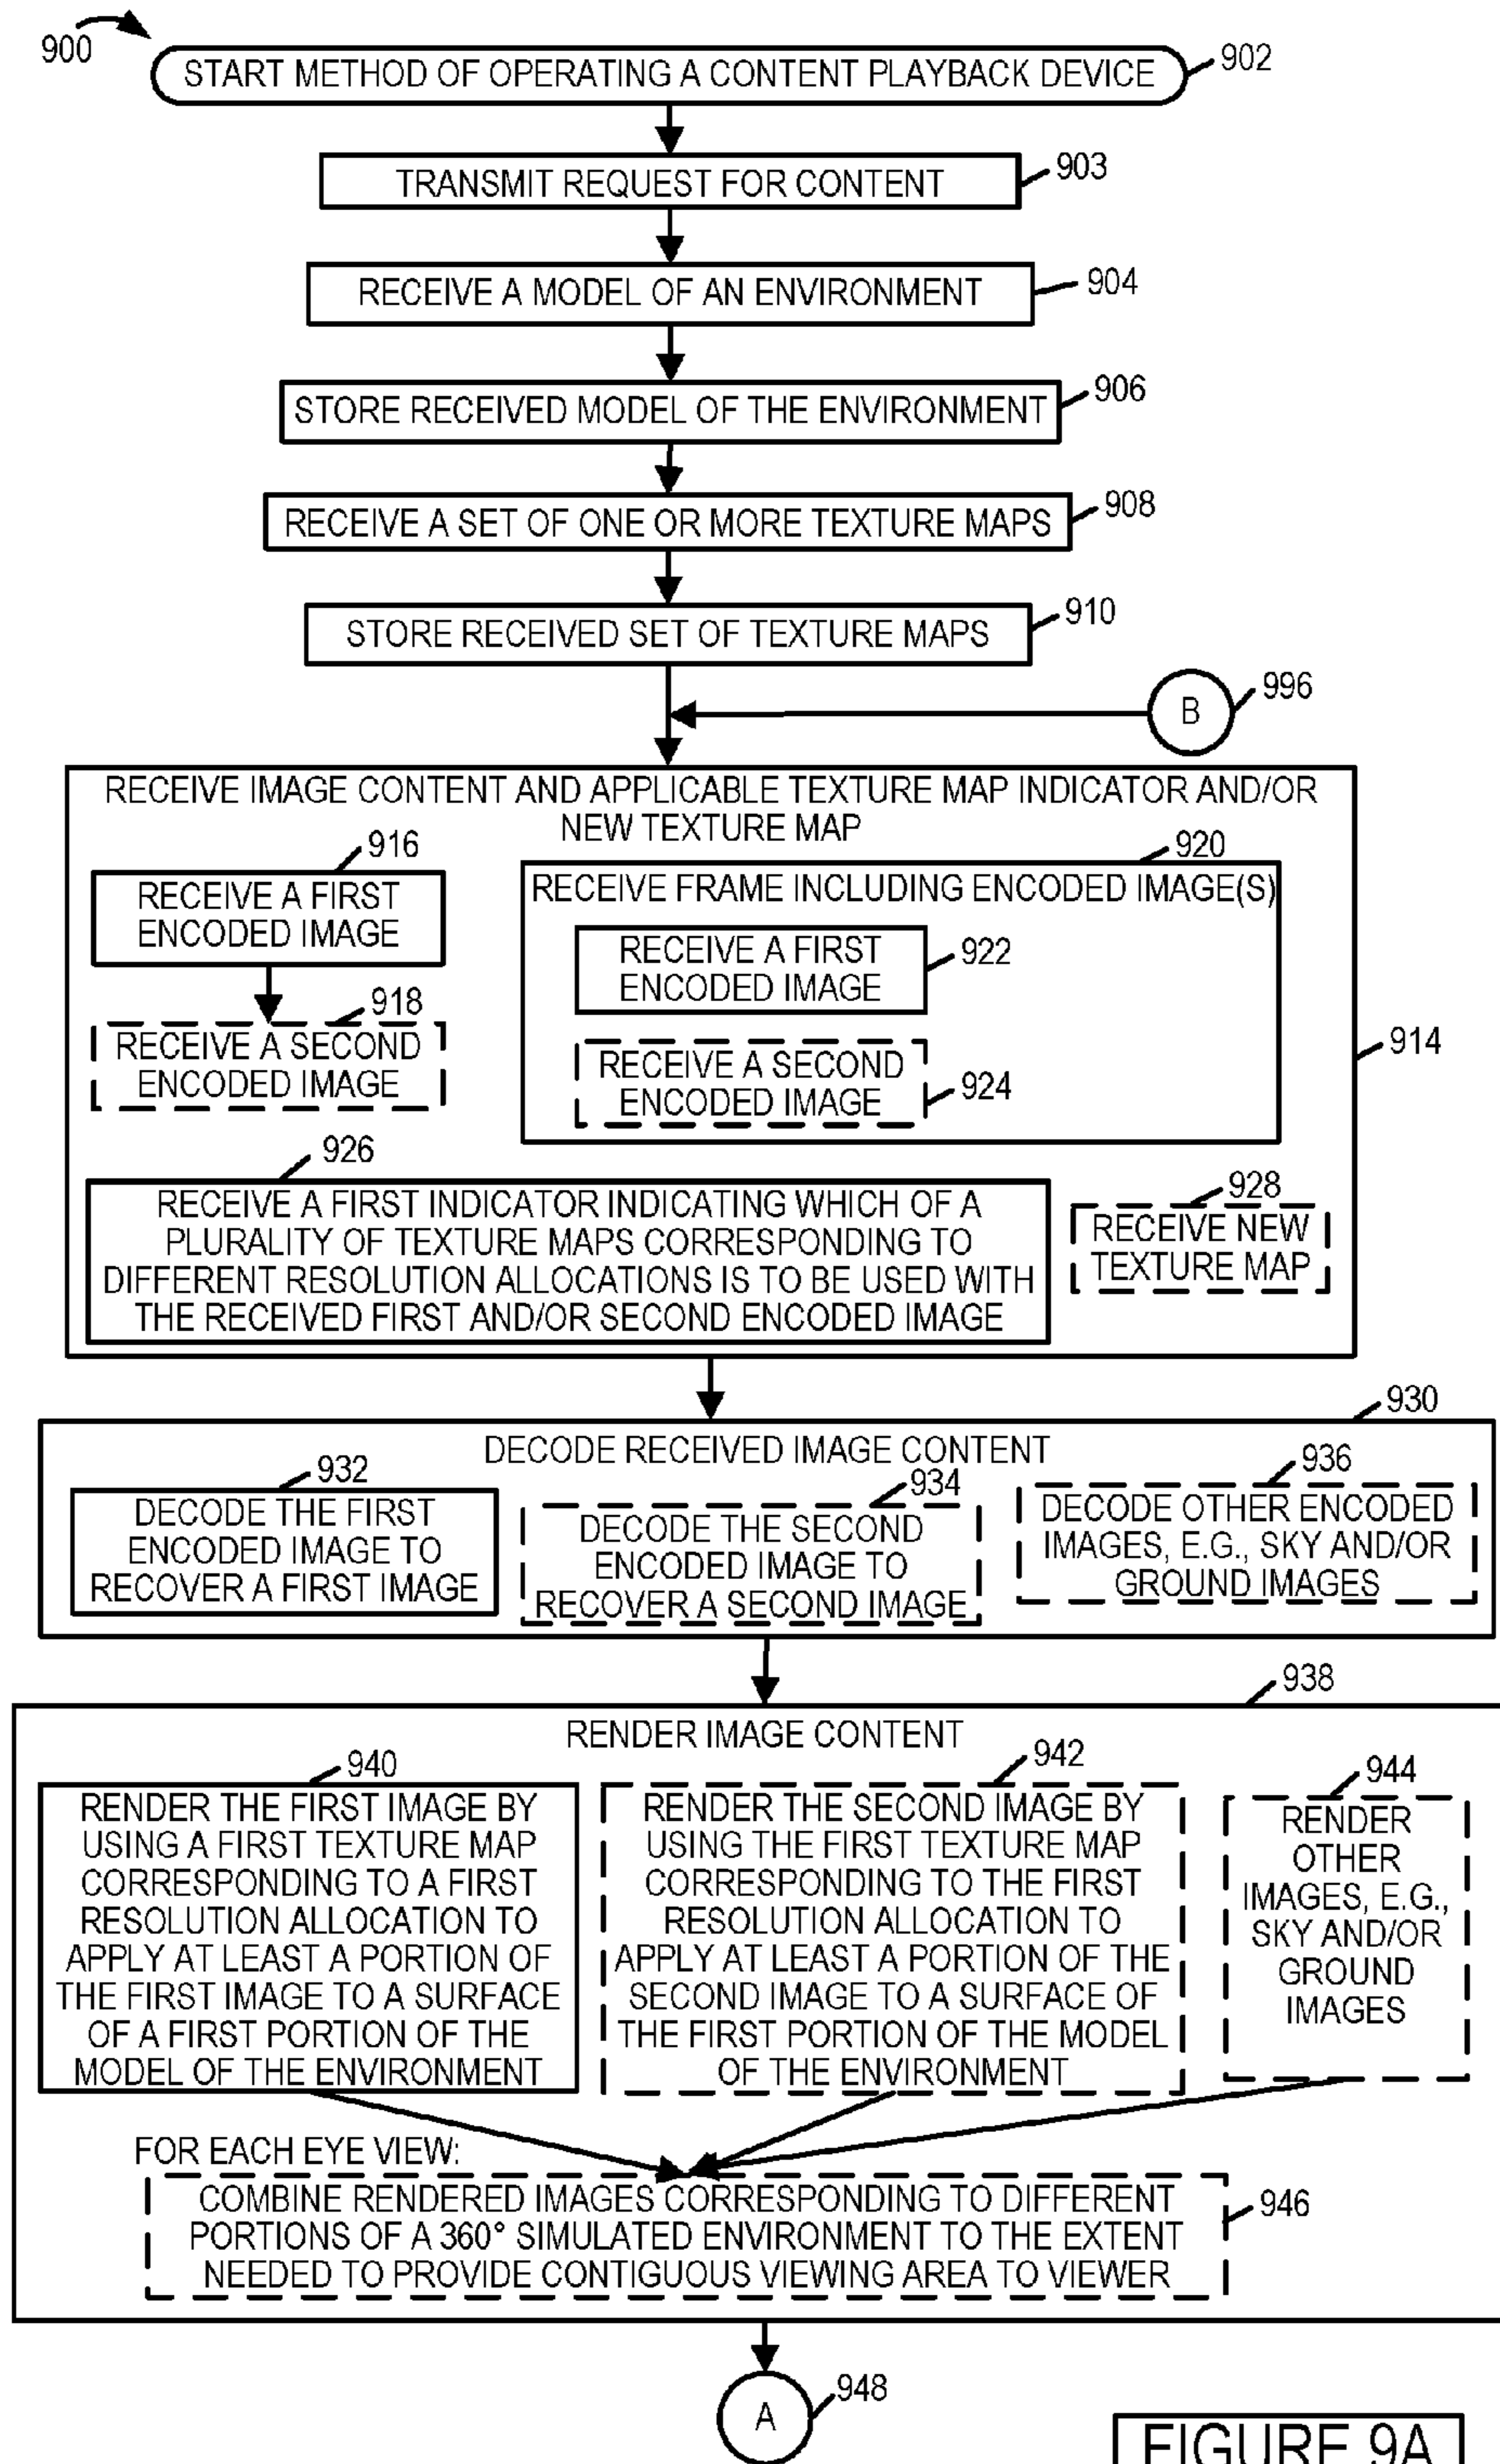 900
START METHOD OF OPERATING A CONTENT PLAYBACK DEVICE
902
TRANSMIT REQUEST FOR CONTENT
903
RECEIVE A MODEL OF AN ENVIRONMENT
904
STORE RECEIVED MODEL OF THE ENVIRONMENT
906
RECEIVE A SET OF ONE OR MORE TEXTURE MAPS
908
STORE RECEIVED SET OF TEXTURE MAPS
910
B
996
RECEIVE IMAGE CONTENT AND APPLICABLE TEXTURE MAP INDICATOR AND/OR
NEW TEXTURE MAP
914
916
RECEIVE A FIRST
ENCODED IMAGE
918
RECEIVE A SECOND
ENCODED IMAGE
920
RECEIVE FRAME INCLUDING ENCODED IMAGE(S)
RECEIVE A FIRST
ENCODED IMAGE
922
RECEIVE A SECOND
ENCODED IMAGE
924
926
RECEIVE A FIRST INDICATOR INDICATING WHICH OF A
PLURALITY OF TEXTURE MAPS CORRESPONDING TO
DIFFERENT RESOLUTION ALLOCATIONS IS TO BE USED WITH
THE RECEIVED FIRST AND/OR SECOND ENCODED IMAGE
928
RECEIVE NEW
TEXTURE MAP
930
DECODE RECEIVED IMAGE CONTENT
932
DECODE THE FIRST
ENCODED IMAGE TO
RECOVER A FIRST IMAGE
934
DECODE THE SECOND
ENCODED IMAGE TO
RECOVER A SECOND IMAGE
936
DECODE OTHER ENCODED
IMAGES, E.G., SKY AND/OR
GROUND IMAGES
938
RENDER IMAGE CONTENT
940
RENDER THE FIRST IMAGE BY
USING A FIRST TEXTURE MAP
CORRESPONDING TO A FIRST
RESOLUTION ALLOCATION TO
APPLY AT LEAST A PORTION OF
THE FIRST IMAGE TO A SURFACE
OF A FIRST PORTION OF THE
MODEL OF THE ENVIRONMENT
942
RENDER THE SECOND IMAGE BY
USING THE FIRST TEXTURE MAP
CORRESPONDING TO THE FIRST
RESOLUTION ALLOCATION TO
APPLY AT LEAST A PORTION OF THE
SECOND IMAGE TO A SURFACE OF
THE FIRST PORTION OF THE MODEL
OF THE ENVIRONMENT
944
RENDER
OTHER
IMAGES, E.G.,
SKY AND/OR
GROUND
IMAGES
FOR EACH EYE VIEW:
COMBINE RENDERED IMAGES CORRESPONDING TO DIFFERENT
PORTIONS OF A 360° SIMULATED ENVIRONMENT TO THE EXTENT
NEEDED TO PROVIDE CONTIGUOUS VIEWING AREA TO VIEWER
946
A
948
FIGURE 9A